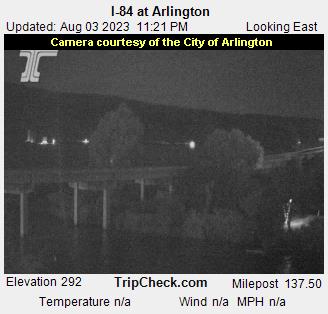 I-84 at Arlington
Updated: Aug 03 2023 11:21 PM Looking East
Camera courtesy of the City of Arlington
Elevation 292 TripCheck.com Milepost 137.50
Temperature n/a Wind n/a MPH n/a